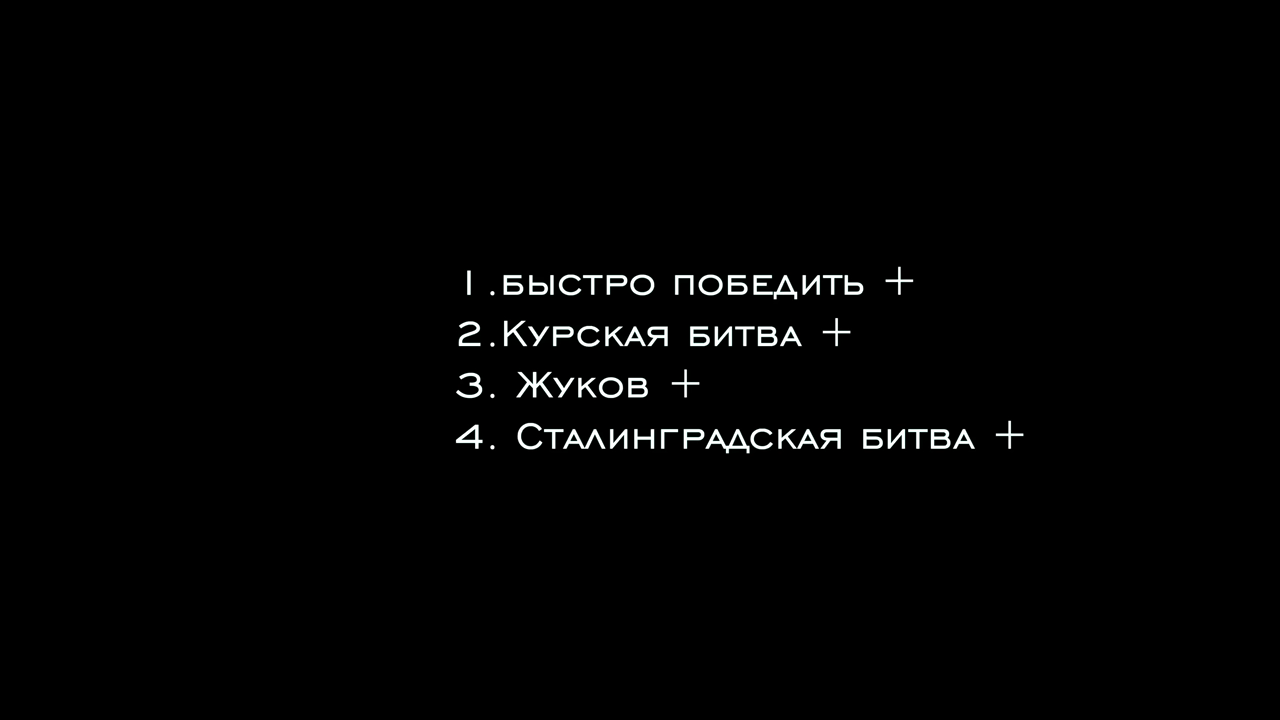 1.быстро победить +
2.Курская битва +
3. Жуков +
4. Сталинградская битва +